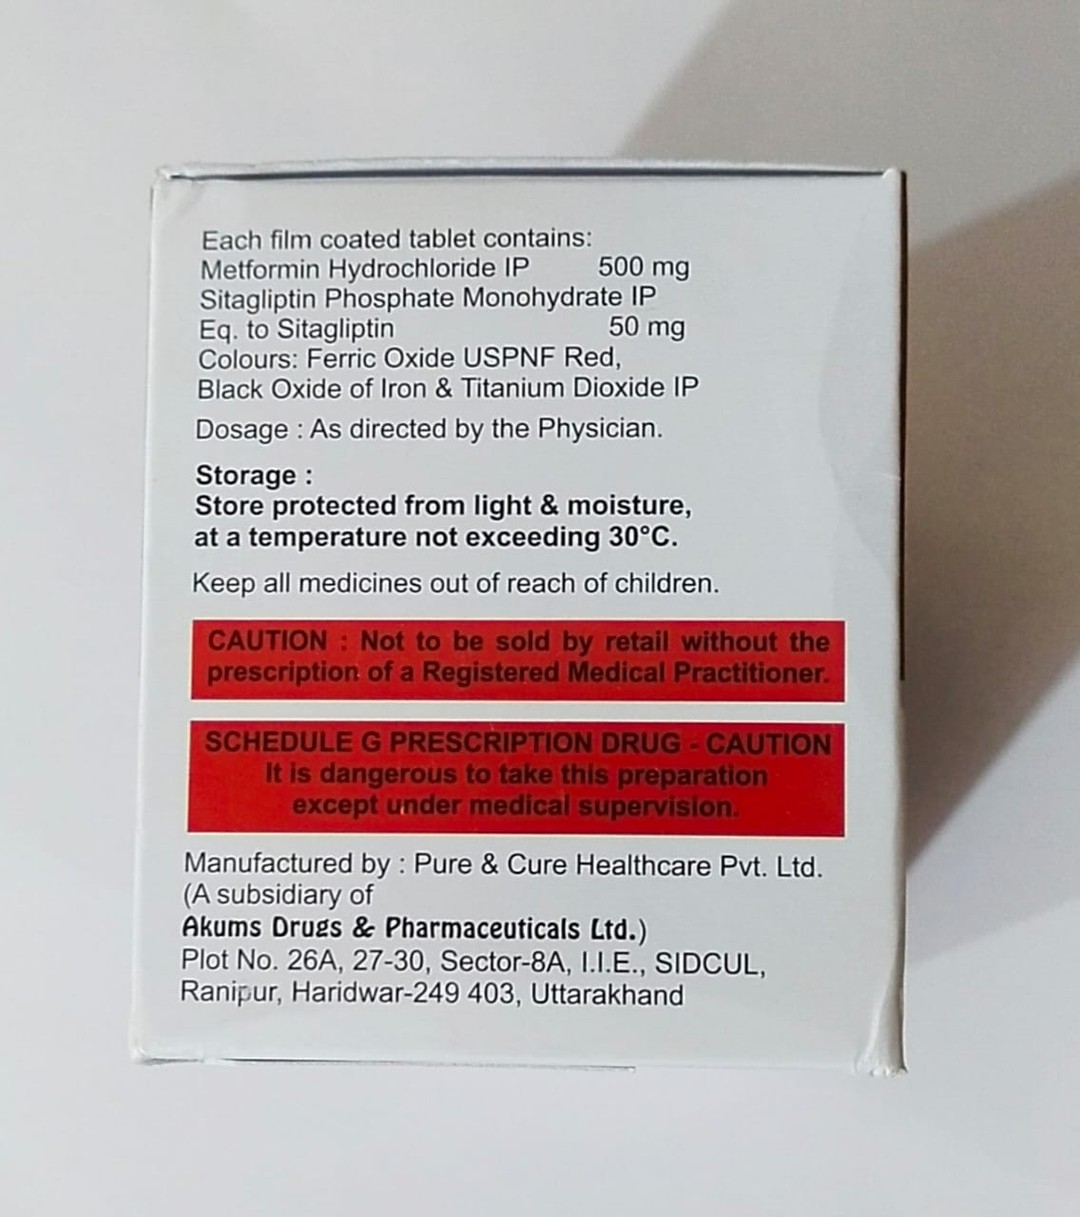 Each film coated tablet contains:
Metformin Hydrochloride IP 500 mg
Sitagliptin Phosphate Monohydrate IP
Eq. to Sitagliptin 50 mg
Colours: Ferric Oxide USPNF Red,
Black Oxide of Iron & Titanium Dioxide IP
Dosage : As directed by the Physician.
Storage :
Store protected from light & moisture,
at a temperature not exceeding 30°C.
Keep all medicines out of reach of children.
CAUTION : Not to be sold by retail without the
prescription of a Registered Medical Practitioner.
SCHEDULE G PRESCRIPTION DRUG - CAUTION
It is dangerous to take this preparation
except under medical supervision.
Manufactured by : Pure & Cure Healthcare Pvt. Ltd.
(A subsidiary of
Akums Drugs & Pharmaceuticals Ltd.)
Plot No. 26A, 27-30, Sector-8A, I.I.E., SIDCUL,
Ranipur, Haridwar-249 403, Uttarakhand